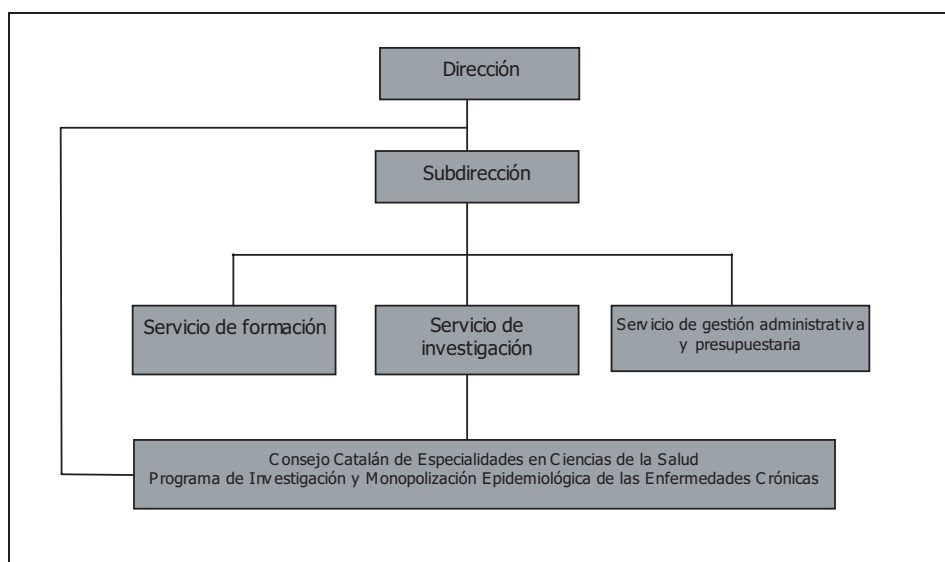 Dirección
Subdirección
Servicio de formación
Servicio de
investigación
Servicio de gestión administrativa
y presupuestaria
Consejo Catalán de Especialidades en Ciencias de la Salud
Programa de Investigación y Monopolización Epidemiológica de las Enfermedades Crónicas